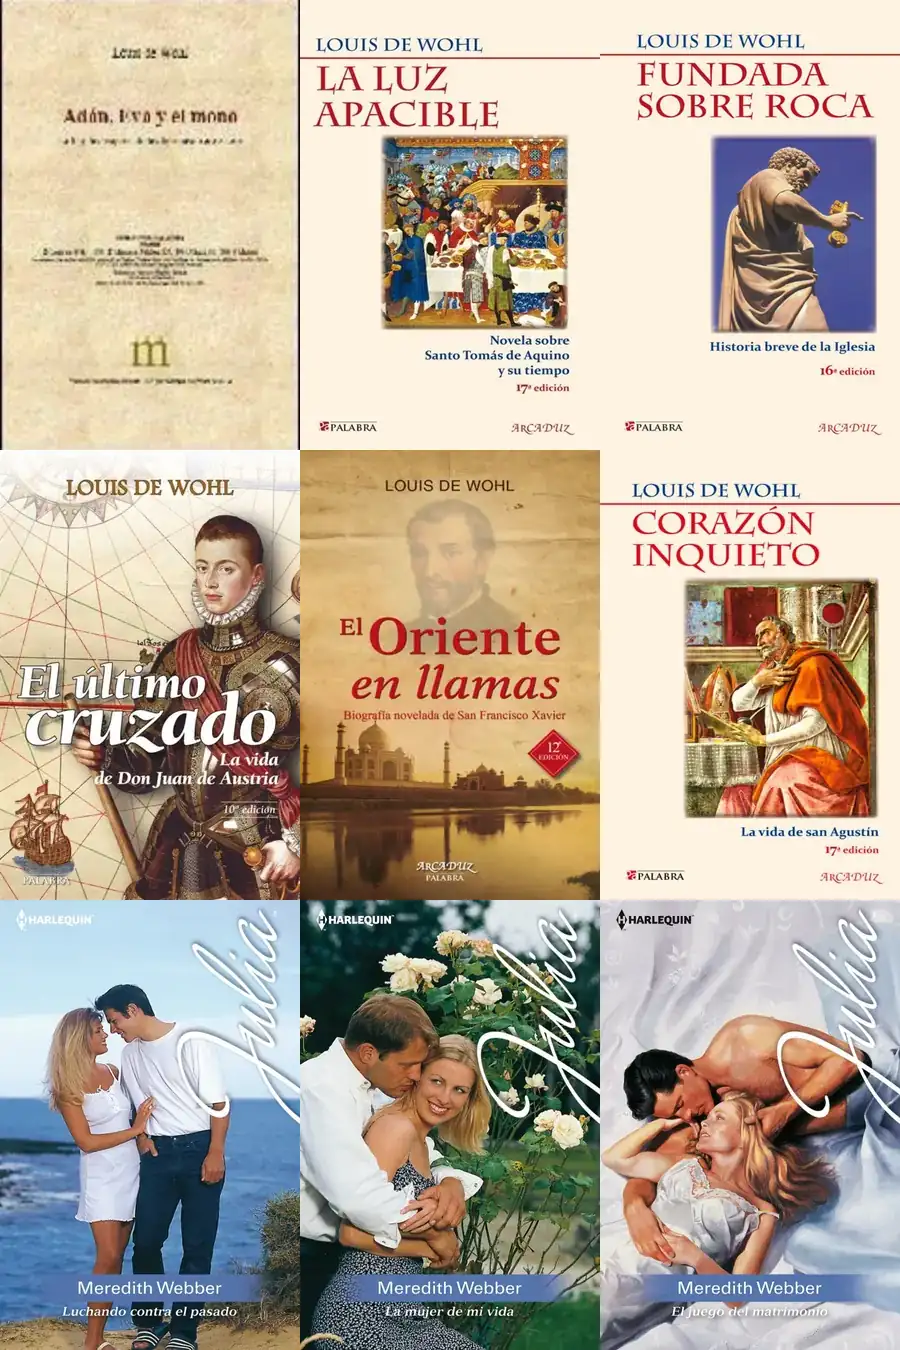 Louis de Wohl
Adán, Eva y el mono
m
LOUIS DE WOHL
LA LUZ
APACIBLE
Novela sobre
Santo Tomás de Aquino
y su tiempo
17ª edición
PALABRA
ARCADUZ
LOUIS DE WOHL
FUNDADA
SOBRE ROCA
Historia breve de la Iglesia
16ª edición
PALABRA
ARCADUZ
LOUIS DE WOHL
El último
cruzado
La vida
de Don Juan de Austria
10ª edición
PALABRA
LOUIS DE WOHL
El Oriente
en llamas
Biografía novelada de San Francisco Xavier
12ª
EDICIÓN
ARCADUZ
PALABRA
LOUIS DE WOHL
CORAZÓN
INQUIETO
La vida de san Agustín
17ª edición
PALABRA
ARCADUZ
HARLEQUIN™
Julia
Meredith Webber
Luchando contra el pasado
HARLEQUIN™
Julia
Meredith Webber
La mujer de mi vida
HARLEQUIN™
Julia
Meredith Webber
El juego del matrimonio